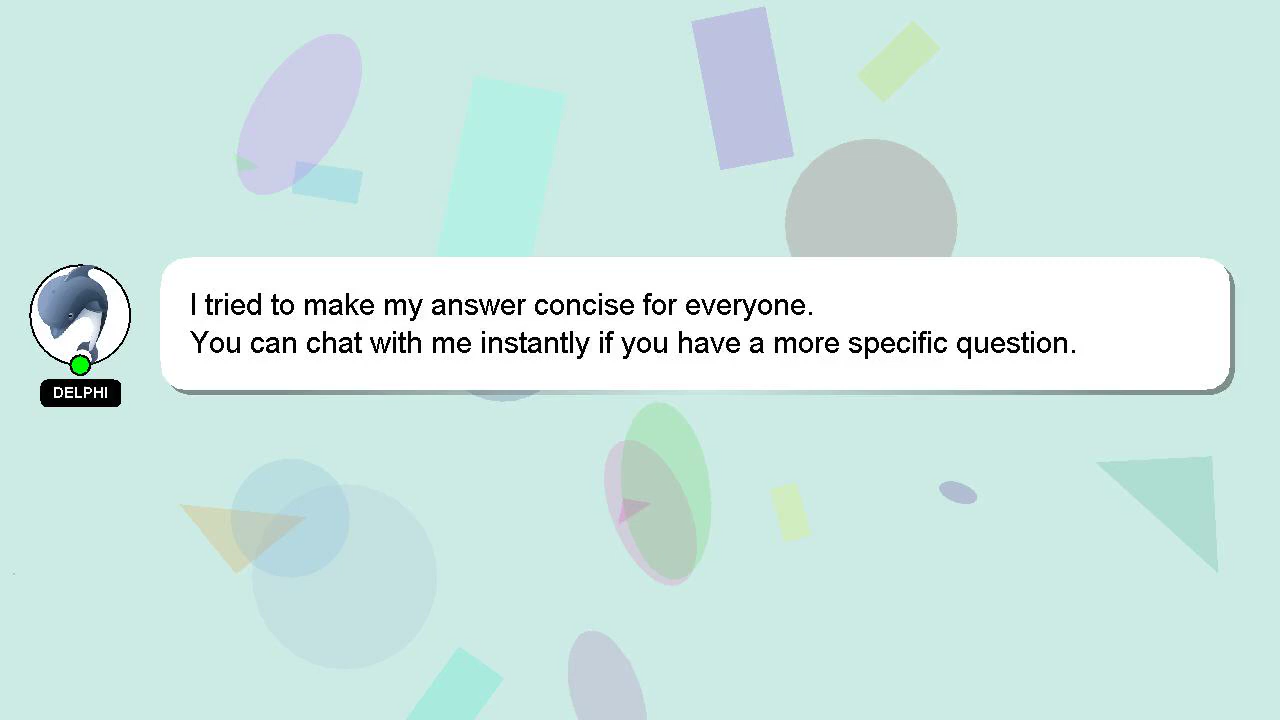 I tried to make my answer concise for everyone.
You can chat with me instantly if you have a more specific question.
DELPHI